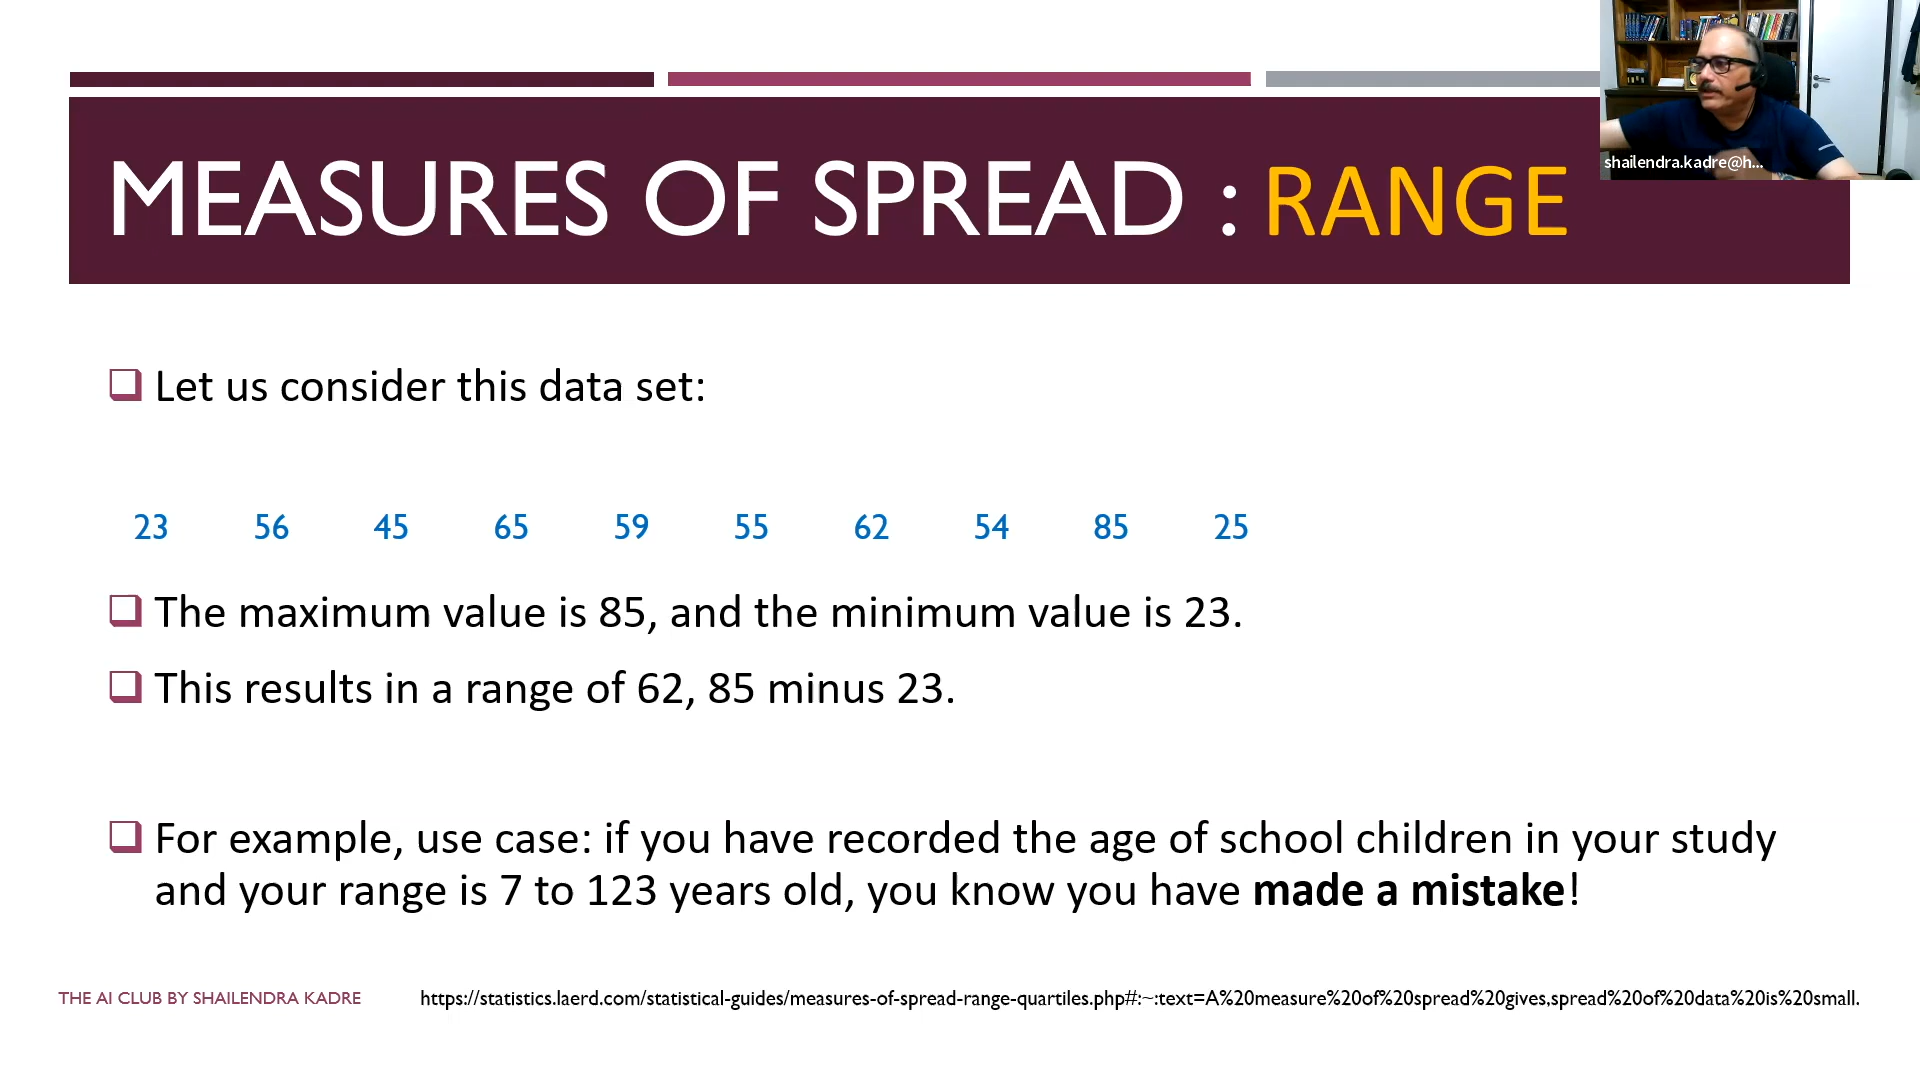 shailendra.kadre@h...
MEASURES OF SPREAD : RANGE
Let us consider this data set:
23 56 45 65 59 55 62 54 85 25
The maximum value is 85, and the minimum value is 23.
This results in a range of 62, 85 minus 23.
For example, use case: if you have recorded the age of school children in your study
and your range is 7 to 123 years old, you know you have made a mistake!
THE AI CLUB BY SHAILENDRA KADRE
https://statistics.laerd.com/statistical-guides/measures-of-spread-range-quartiles.php#:~:text=A%20measure%20of%20spread%20gives,spread%20of%20data%20is%20small.